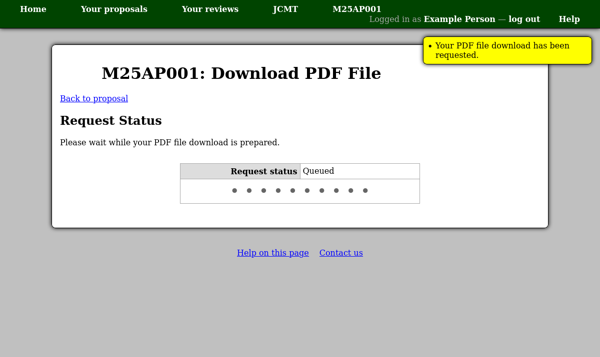 Home Your proposals Your reviews JCMT M25AP001
Logged in as Example Person — log out Help
Your PDF file download has been
requested.
M25AP001: Download PDF File
Back to proposal
Request Status
Please wait while your PDF file download is prepared.
Request status Queued
Help on this page Contact us